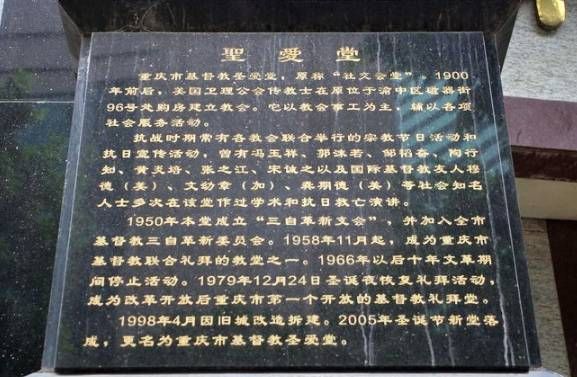 聖愛堂
重庆市基督教圣爱堂，原称“社交会堂”。1900
年前后，美国卫理公会传教士在原位于渝中区磁器街
96号处购房建立教会。它以教会事工为主，辅以各项
社会服务活动。
抗战时期常有各教会联合举行的宗教节日活动和
抗日宣传活动，曾有冯玉祥、郭沫若、邹韬奋、陶行
知、黄炎培、张之江、宋诚之以及国际基督教友人穆
德（美）、文幼章（加）、龚斯德（美）等社会知名
人士多次在该堂作过学术和抗日救亡演讲。
1950年本堂成立“三自革新支会”，并加入全市
基督教三自革新委员会。1958年11月起，成为重庆市
基督教联合礼拜的教堂之一。1966年以后十年文革期
间停止活动。1979年12月24日圣诞夜恢复礼拜活动，
成为改革开放后重庆市第一个开放的基督教礼拜堂。
1998年4月因旧城改造拆建。2005年圣诞节新堂落
成，更名为重庆市基督教圣爱堂。